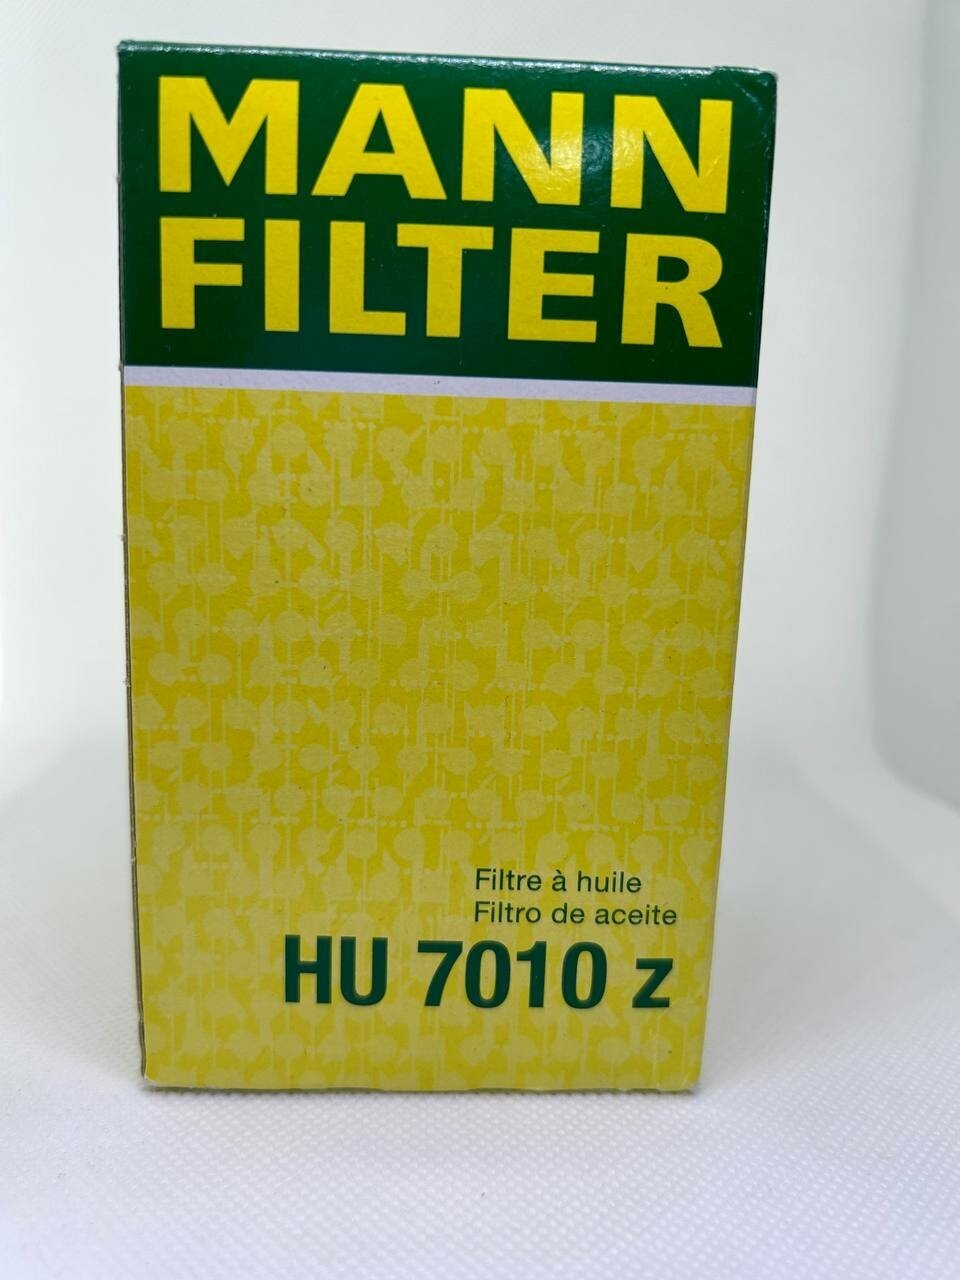 MANN
FILTER
Filtre à huile
Filtro de aceite
HU 7010 z